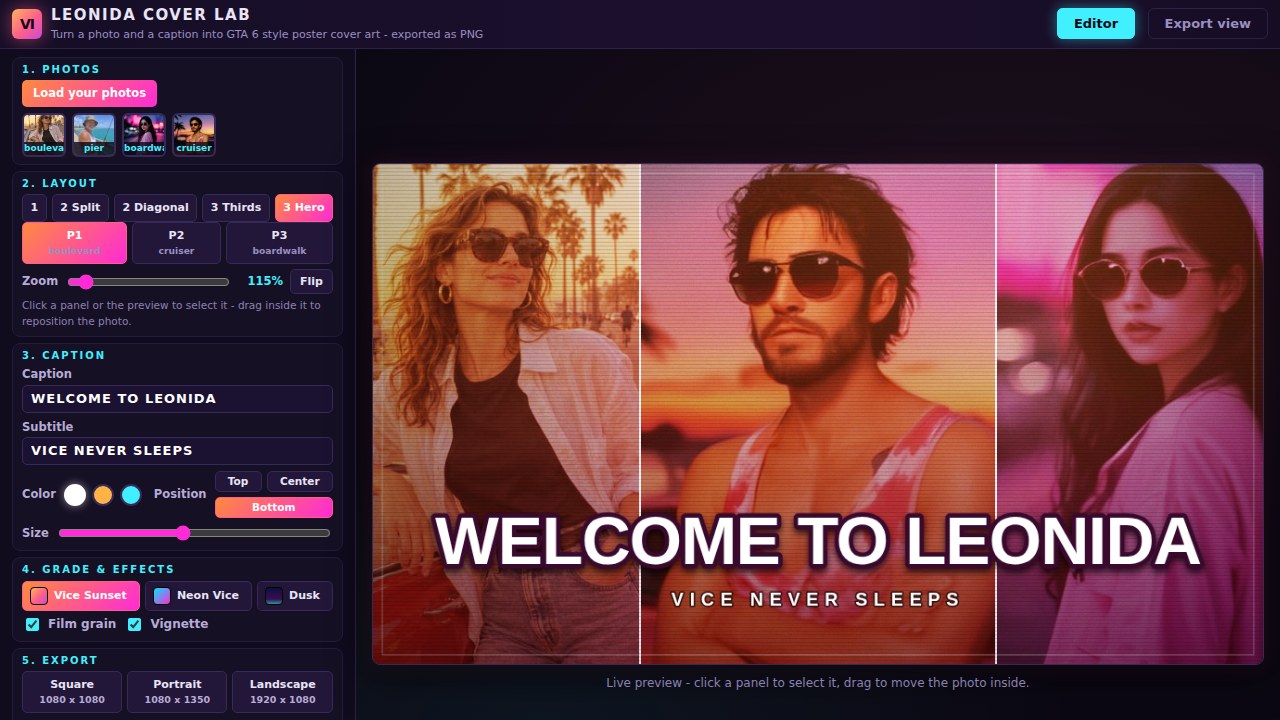 VI
LEONIDA COVER LAB
Turn a photo and a caption into GTA 6 style poster cover art - exported as PNG
Editor
Export view
1. PHOTOS
Load your photos
bouleva
pier
boardwa
cruiser
2. LAYOUT
1
2 Split
2 Diagonal
3 Thirds
3 Hero
P1
boulevard
P2
cruiser
P3
boardwalk
Zoom
115%
Flip
Click a panel or the preview to select it - drag inside it to
reposition the photo.
3. CAPTION
Caption
WELCOME TO LEONIDA
Subtitle
VICE NEVER SLEEPS
Color
Position
Top
Center
Bottom
Size
4. GRADE & EFFECTS
Vice Sunset
Neon Vice
Dusk
Film grain
Vignette
5. EXPORT
Square
1080 x 1080
Portrait
1080 x 1350
Landscape
1920 x 1080
WELCOME TO LEONIDA
VICE NEVER SLEEPS
Live preview - click a panel to select it, drag to move the photo inside.